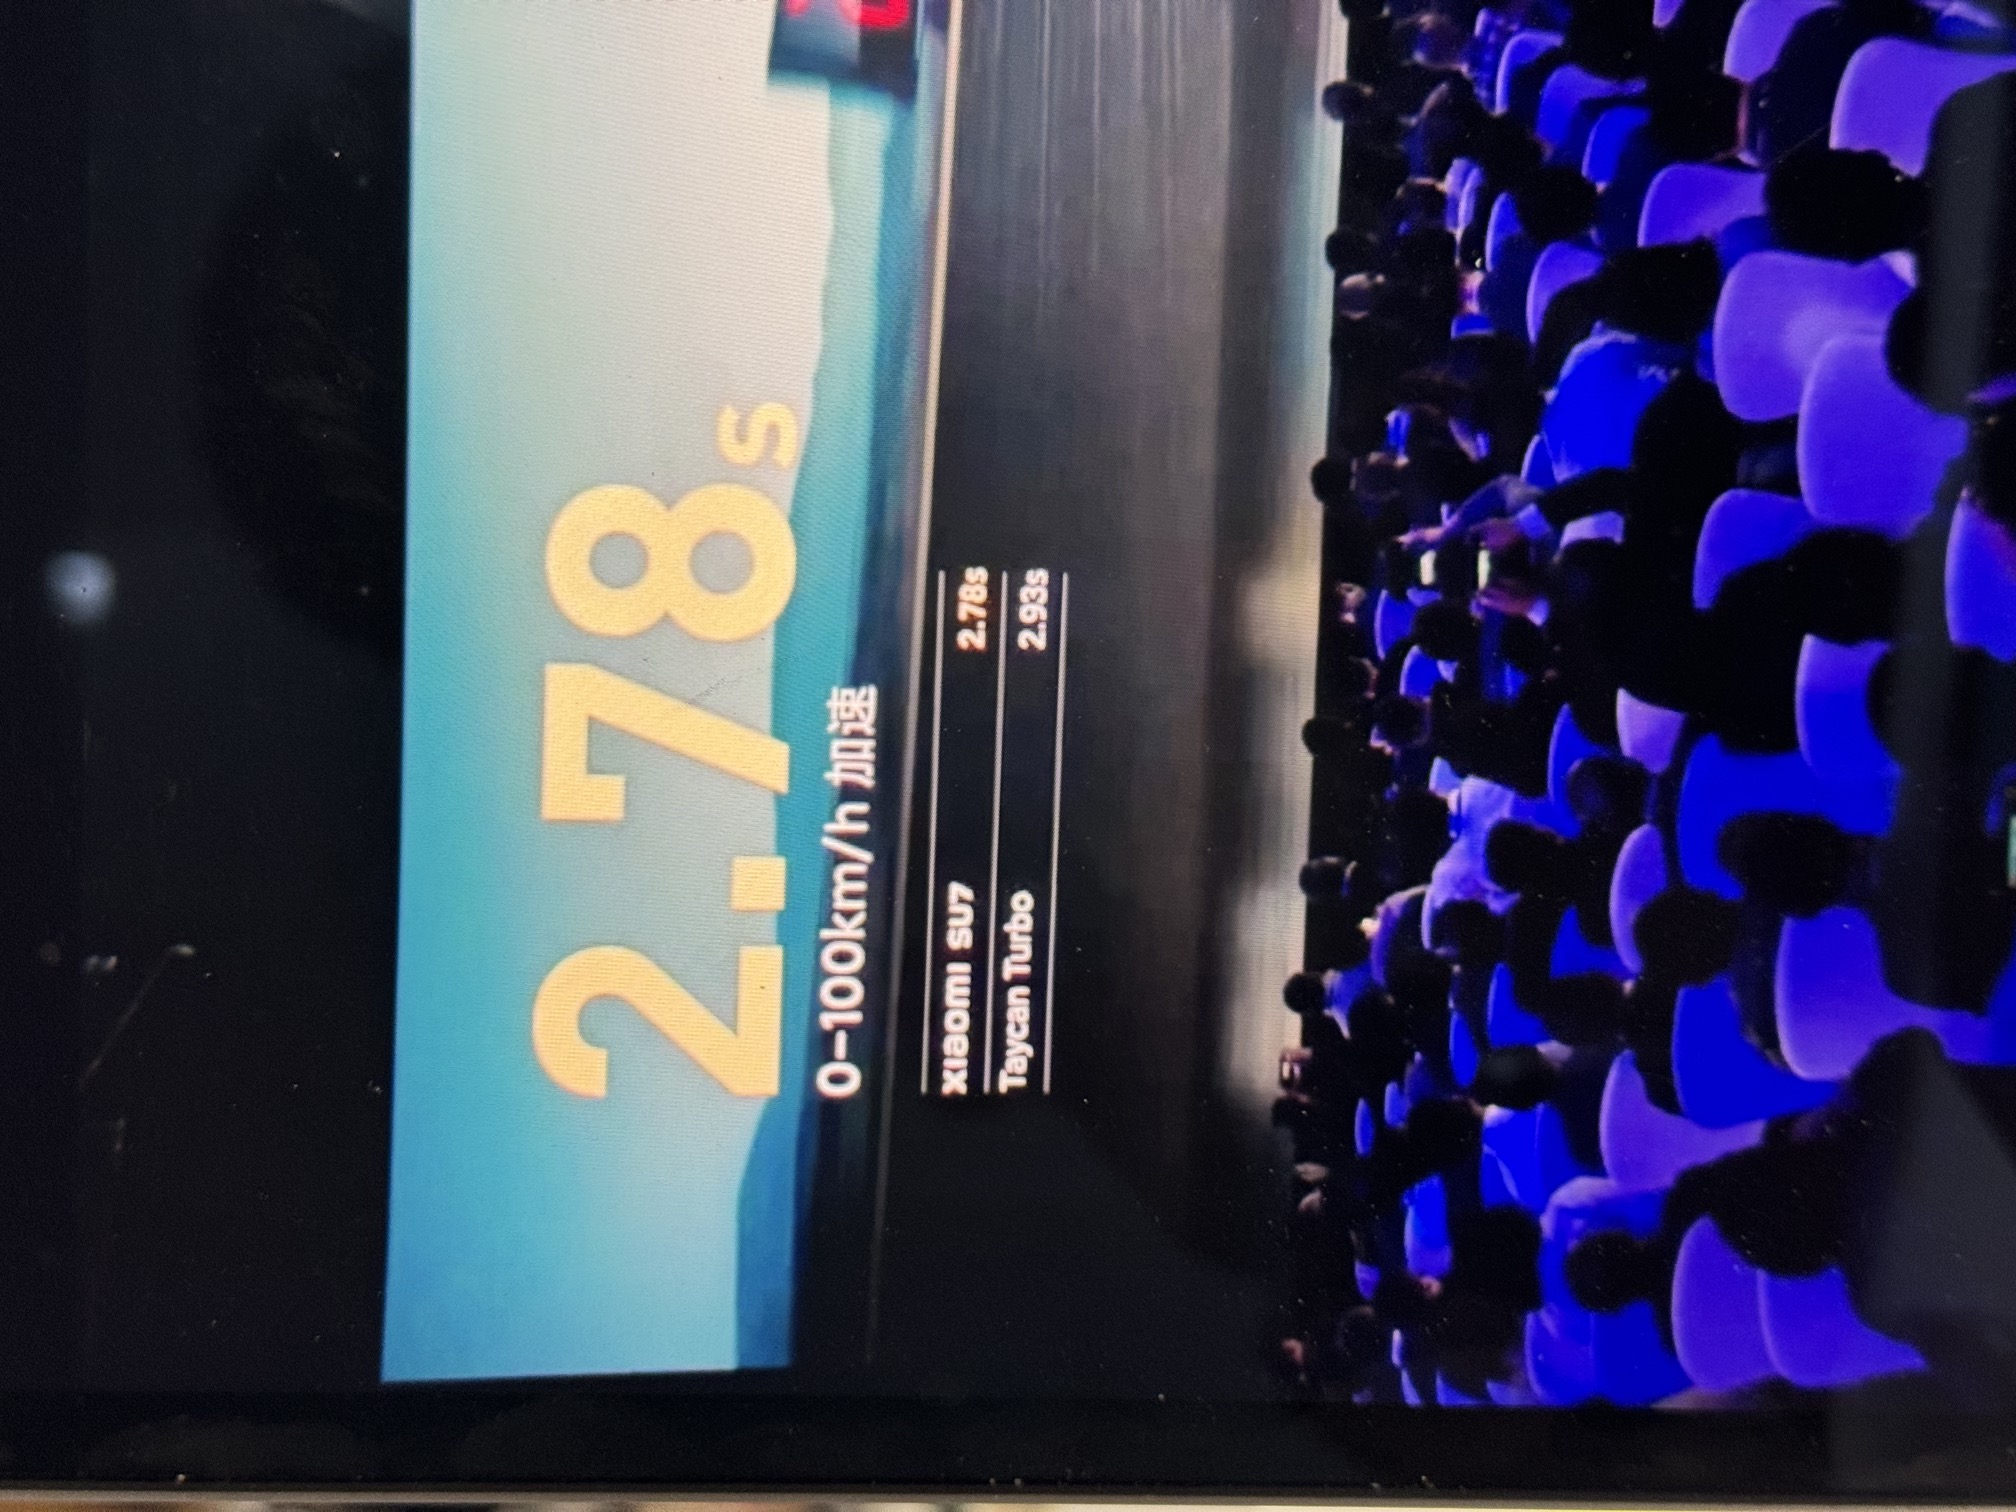 2.78s
0-100km/h 加速
xiaomi SU7 2.78s
Taycan Turbo 2.93s